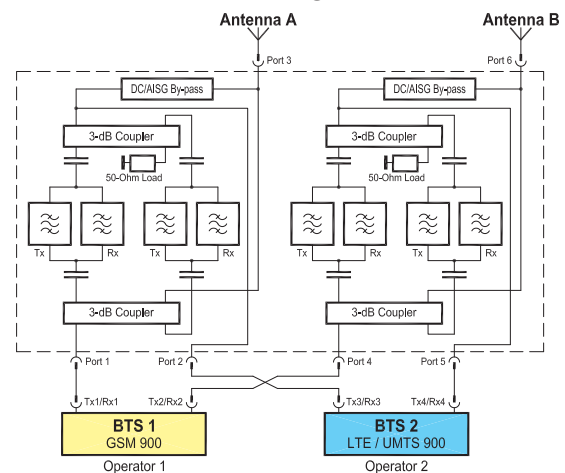 Antenna A
Antenna B
Port 3
Port 6
DC/AISG By-pass
DC/AISG By-pass
3-dB Coupler
3-dB Coupler
50-Ohm Load
50-Ohm Load
Tx
Rx
Tx
Rx
Tx
Rx
Tx
Rx
3-dB Coupler
3-dB Coupler
Port 1
Port 2
Port 4
Port 5
Tx1/Rx1
Tx2/Rx2
Tx3/Rx3
Tx4/Rx4
BTS 1
GSM 900
BTS 2
LTE / UMTS 900
Operator 1
Operator 2